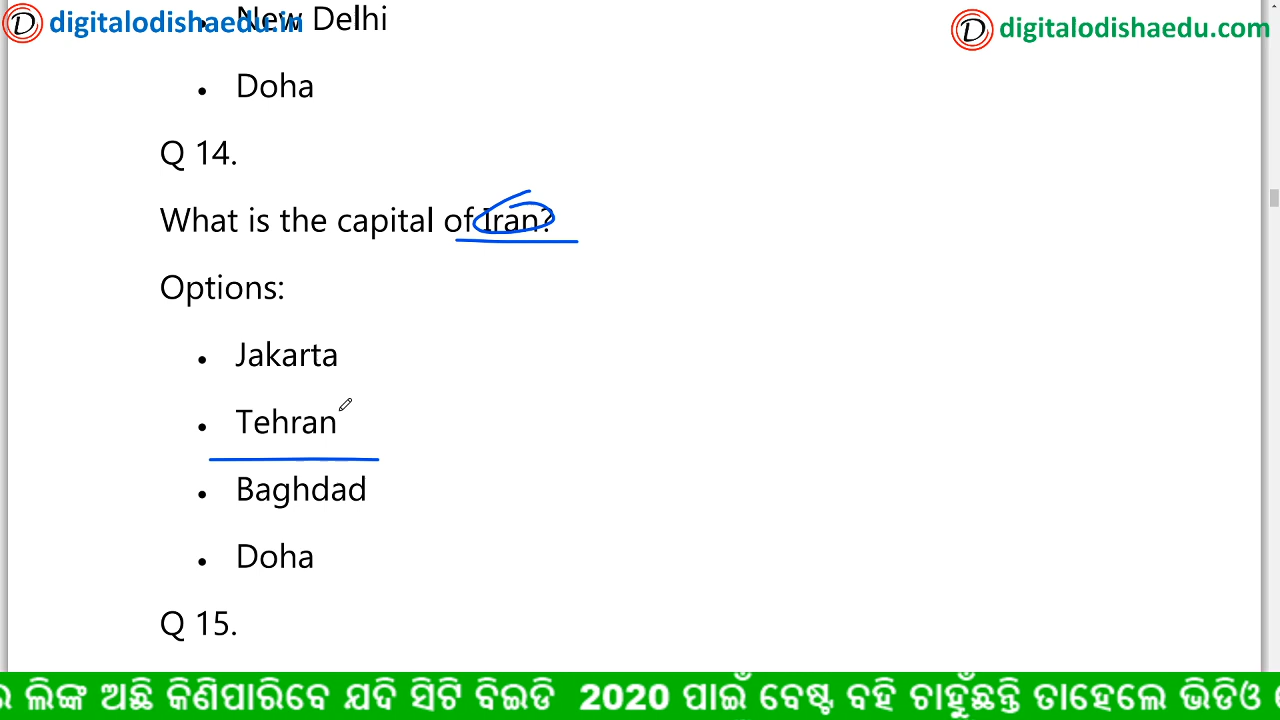 digitalodishaedu.in
New Delhi
digitalodishaedu.com
Doha
Q 14.
What is the capital of Iran?
Options:
Jakarta
Tehran
Baghdad
Doha
Q 15.
ଲିଙ୍କ ଅଛି କିଣିପାରିବେ ଯଦି ସିଟି ବିଇଡି 2020 ପାଇଁ ବେଷ୍ଟ ବହି ଚାହୁଁଛନ୍ତି ତାହେଲେ ଭିଡିଓ